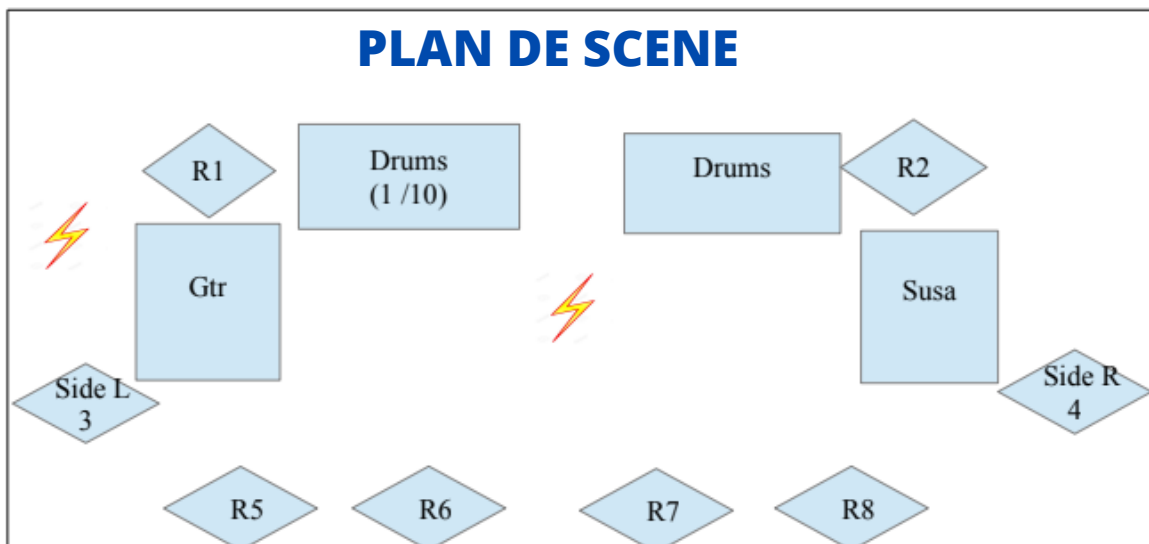 PLAN DE SCENE
R1
Drums
(1 /10)
Drums
R2
Gtr
Susa
Side L
3
Side R
4
R5
R6
R7
R8